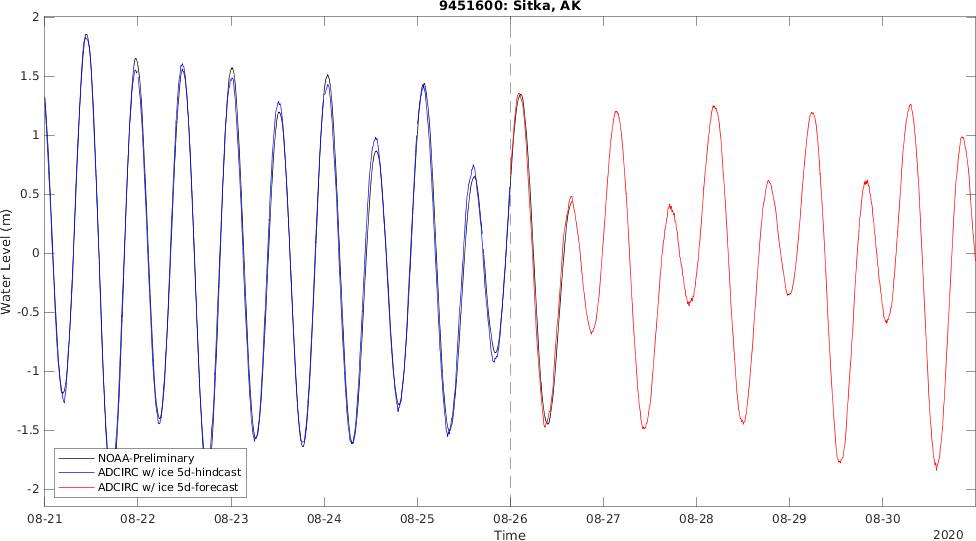 9451600: Sitka, AK
2
1.5
1
0.5
0
-0.5
-1
-1.5
-2
Water Level (m)
NOAA-Preliminary
ADCIRC w/ ice 5d-hindcast
ADCIRC w/ ice 5d-forecast
08-21 08-22 08-23 08-24 08-25 08-26 08-27 08-28 08-29 08-30
Time
2020